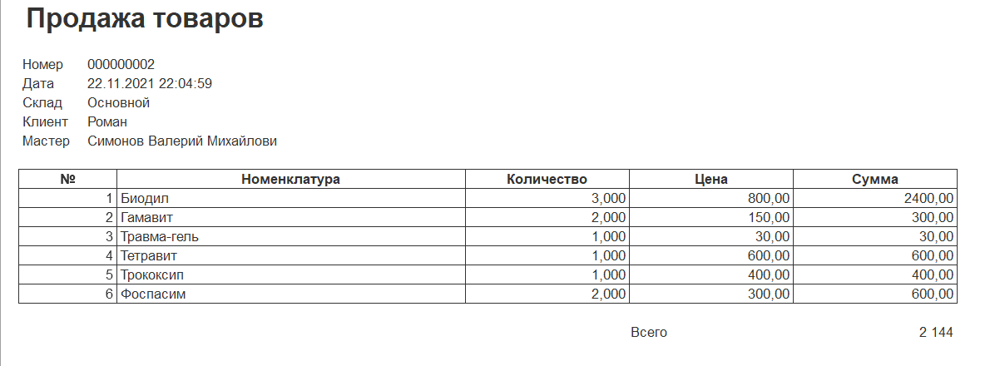 Продажа товаров
Номер 000000002
Дата 22.11.2021 22:04:59
Склад Основной
Клиент Роман
Мастер Симонов Валерий Михайлови
№ Номенклатура Количество Цена Сумма
1 Биодил 3,000 800,00 2400,00
2 Гамавит 2,000 150,00 300,00
3 Травма-гель 1,000 30,00 30,00
4 Тетравит 1,000 600,00 600,00
5 Трококсип 1,000 400,00 400,00
6 Фоспасим 2,000 300,00 600,00
Всего 2 144